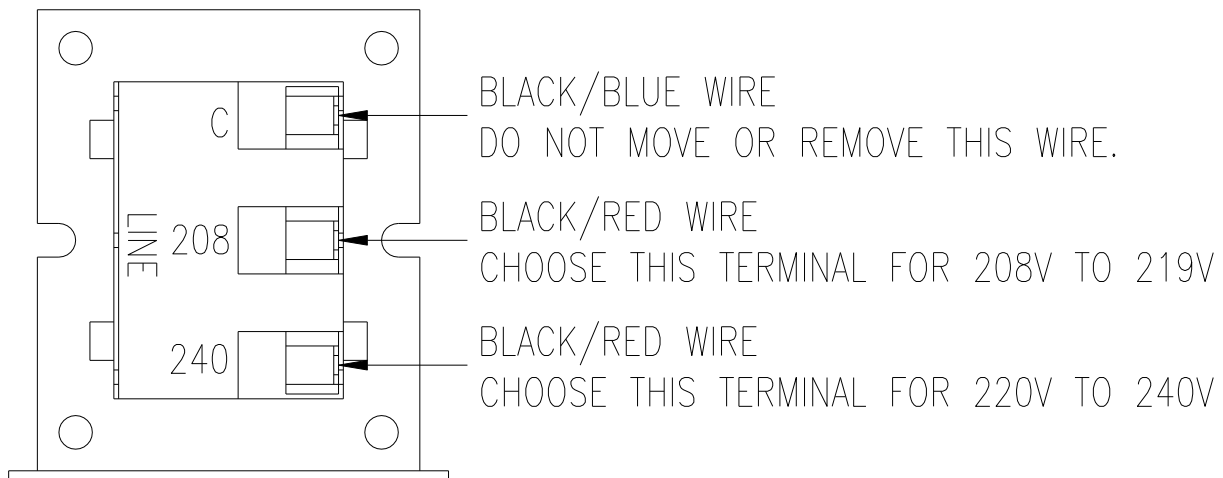 C
BLACK/BLUE WIRE
DO NOT MOVE OR REMOVE THIS WIRE.
LINE
208
BLACK/RED WIRE
CHOOSE THIS TERMINAL FOR 208V TO 219V
240
BLACK/RED WIRE
CHOOSE THIS TERMINAL FOR 220V TO 240V